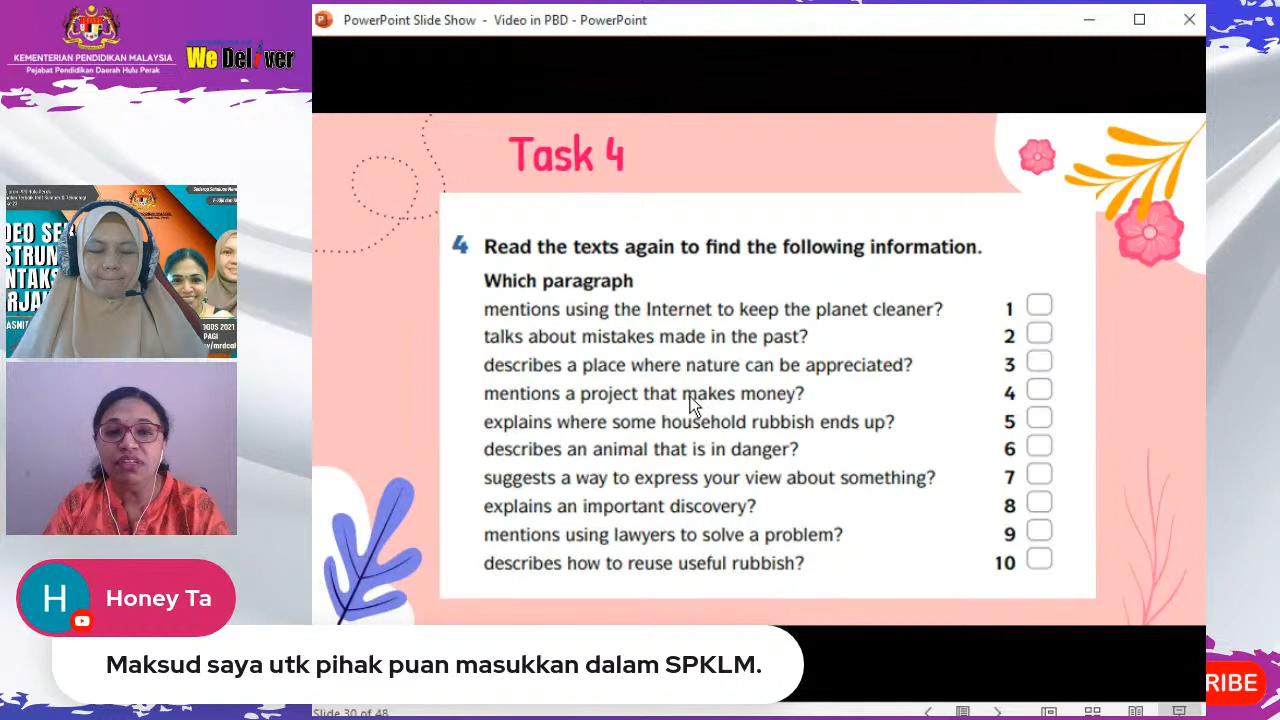 PowerPoint Slide Show - Video in PBD - PowerPoint
KEMENTERIAN PENDIDIKAN MALAYSIA
Pejabat Pendidikan Daerah Hulu Perak
We Deliver
Task 4
4 Read the texts again to find the following information.
Which paragraph
mentions using the Internet to keep the planet cleaner? 1
talks about mistakes made in the past? 2
describes a place where nature can be appreciated? 3
mentions a project that makes money? 4
explains where some household rubbish ends up? 5
describes an animal that is in danger? 6
suggests a way to express your view about something? 7
explains an important discovery? 8
mentions using lawyers to solve a problem? 9
describes how to reuse useful rubbish? 10
H Honey Ta
Maksud saya utk pihak puan masukkan dalam SPKLM.
RIBE
Slide 30 of 48